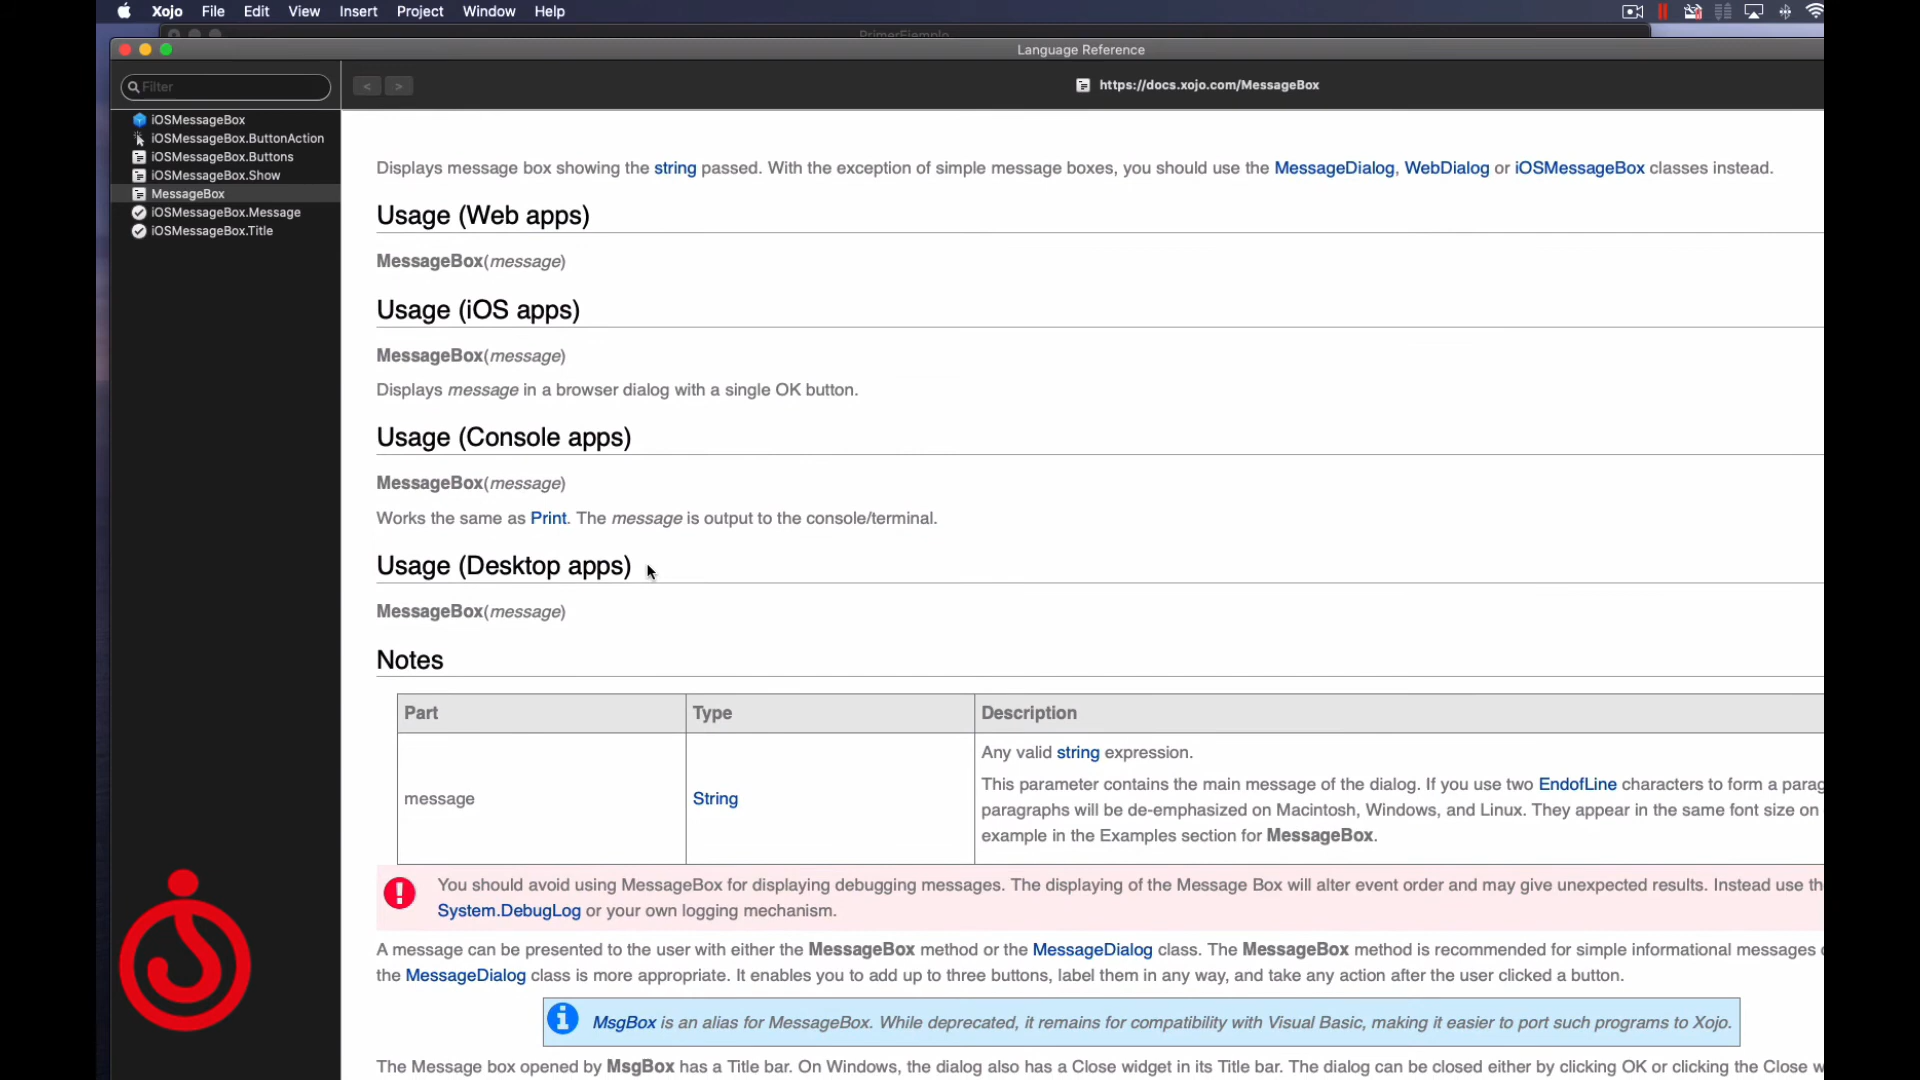 Xojo File Edit View Insert Project Window Help
PrimerEjemplo
Language Reference
Filter
< >
https://docs.xojo.com/MessageBox
iOSMessageBox
iOSMessageBox.ButtonAction
iOSMessageBox.Buttons
iOSMessageBox.Show
MessageBox
iOSMessageBox.Message
iOSMessageBox.Title
Displays message box showing the string passed. With the exception of simple message boxes, you should use the MessageDialog, WebDialog or iOSMessageBox classes instead.
Usage (Web apps)
MessageBox(message)
Usage (iOS apps)
MessageBox(message)
Displays message in a browser dialog with a single OK button.
Usage (Console apps)
MessageBox(message)
Works the same as Print. The message is output to the console/terminal.
Usage (Desktop apps)
MessageBox(message)
Notes
Part Type Description
message String
Any valid string expression.
This parameter contains the main message of the dialog. If you use two EndofLine characters to form a parag
paragraphs will be de-emphasized on Macintosh, Windows, and Linux. They appear in the same font size on
example in the Examples section for MessageBox.
You should avoid using MessageBox for displaying debugging messages. The displaying of the Message Box will alter event order and may give unexpected results. Instead use th
System.DebugLog or your own logging mechanism.
A message can be presented to the user with either the MessageBox method or the MessageDialog class. The MessageBox method is recommended for simple informational messages
the MessageDialog class is more appropriate. It enables you to add up to three buttons, label them in any way, and take any action after the user clicked a button.
MsgBox is an alias for MessageBox. While deprecated, it remains for compatibility with Visual Basic, making it easier to port such programs to Xojo.
The Message box opened by MsgBox has a Title bar. On Windows, the dialog also has a Close widget in its Title bar. The dialog can be closed either by clicking OK or clicking the Close w